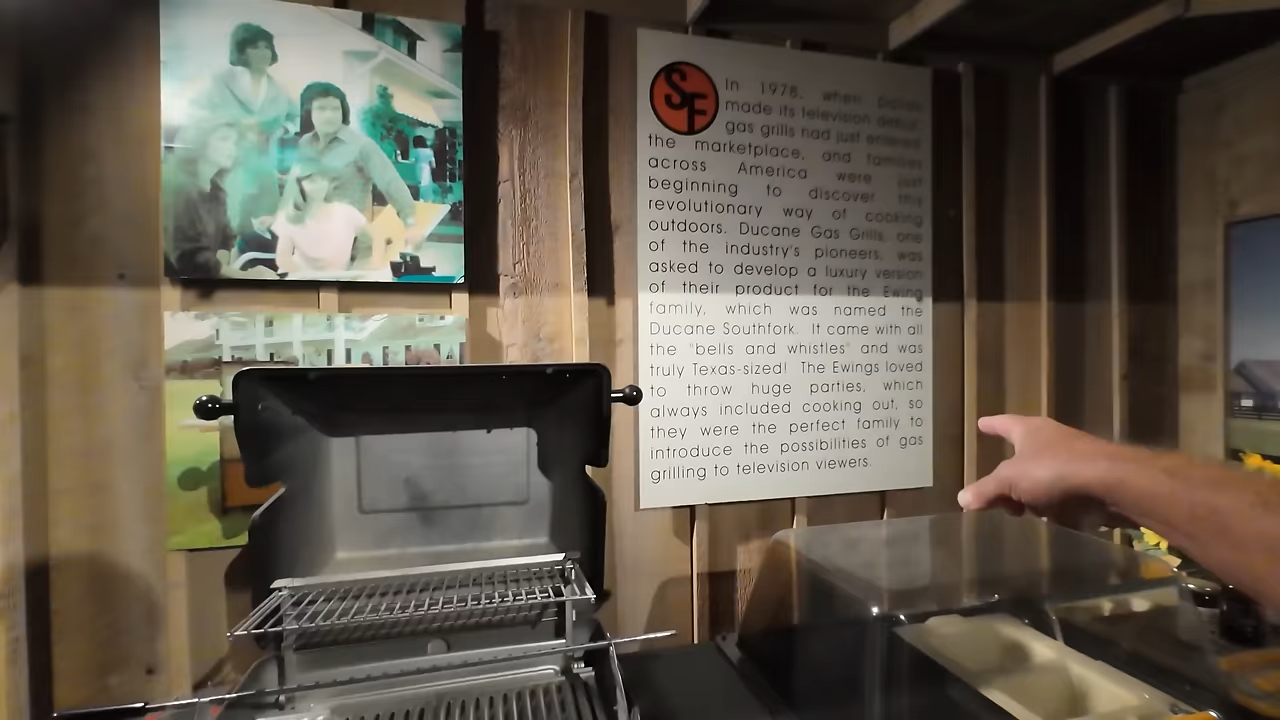 SF
In 1978, when Dallas
made its television debut,
gas grills had just entered
the marketplace, and families
across America were just
beginning to discover this
revolutionary way of cooking
outdoors. Ducane Gas Grills, one
of the industry's pioneers, was
asked to develop a luxury version
of their product for the Ewing
family, which was named the
Ducane Southfork. It came with all
the "bells and whistles" and was
truly Texas-sized! The Ewings loved
to throw huge parties, which
always included cooking out, so
they were the perfect family to
introduce the possibilities of gas
grilling to television viewers.